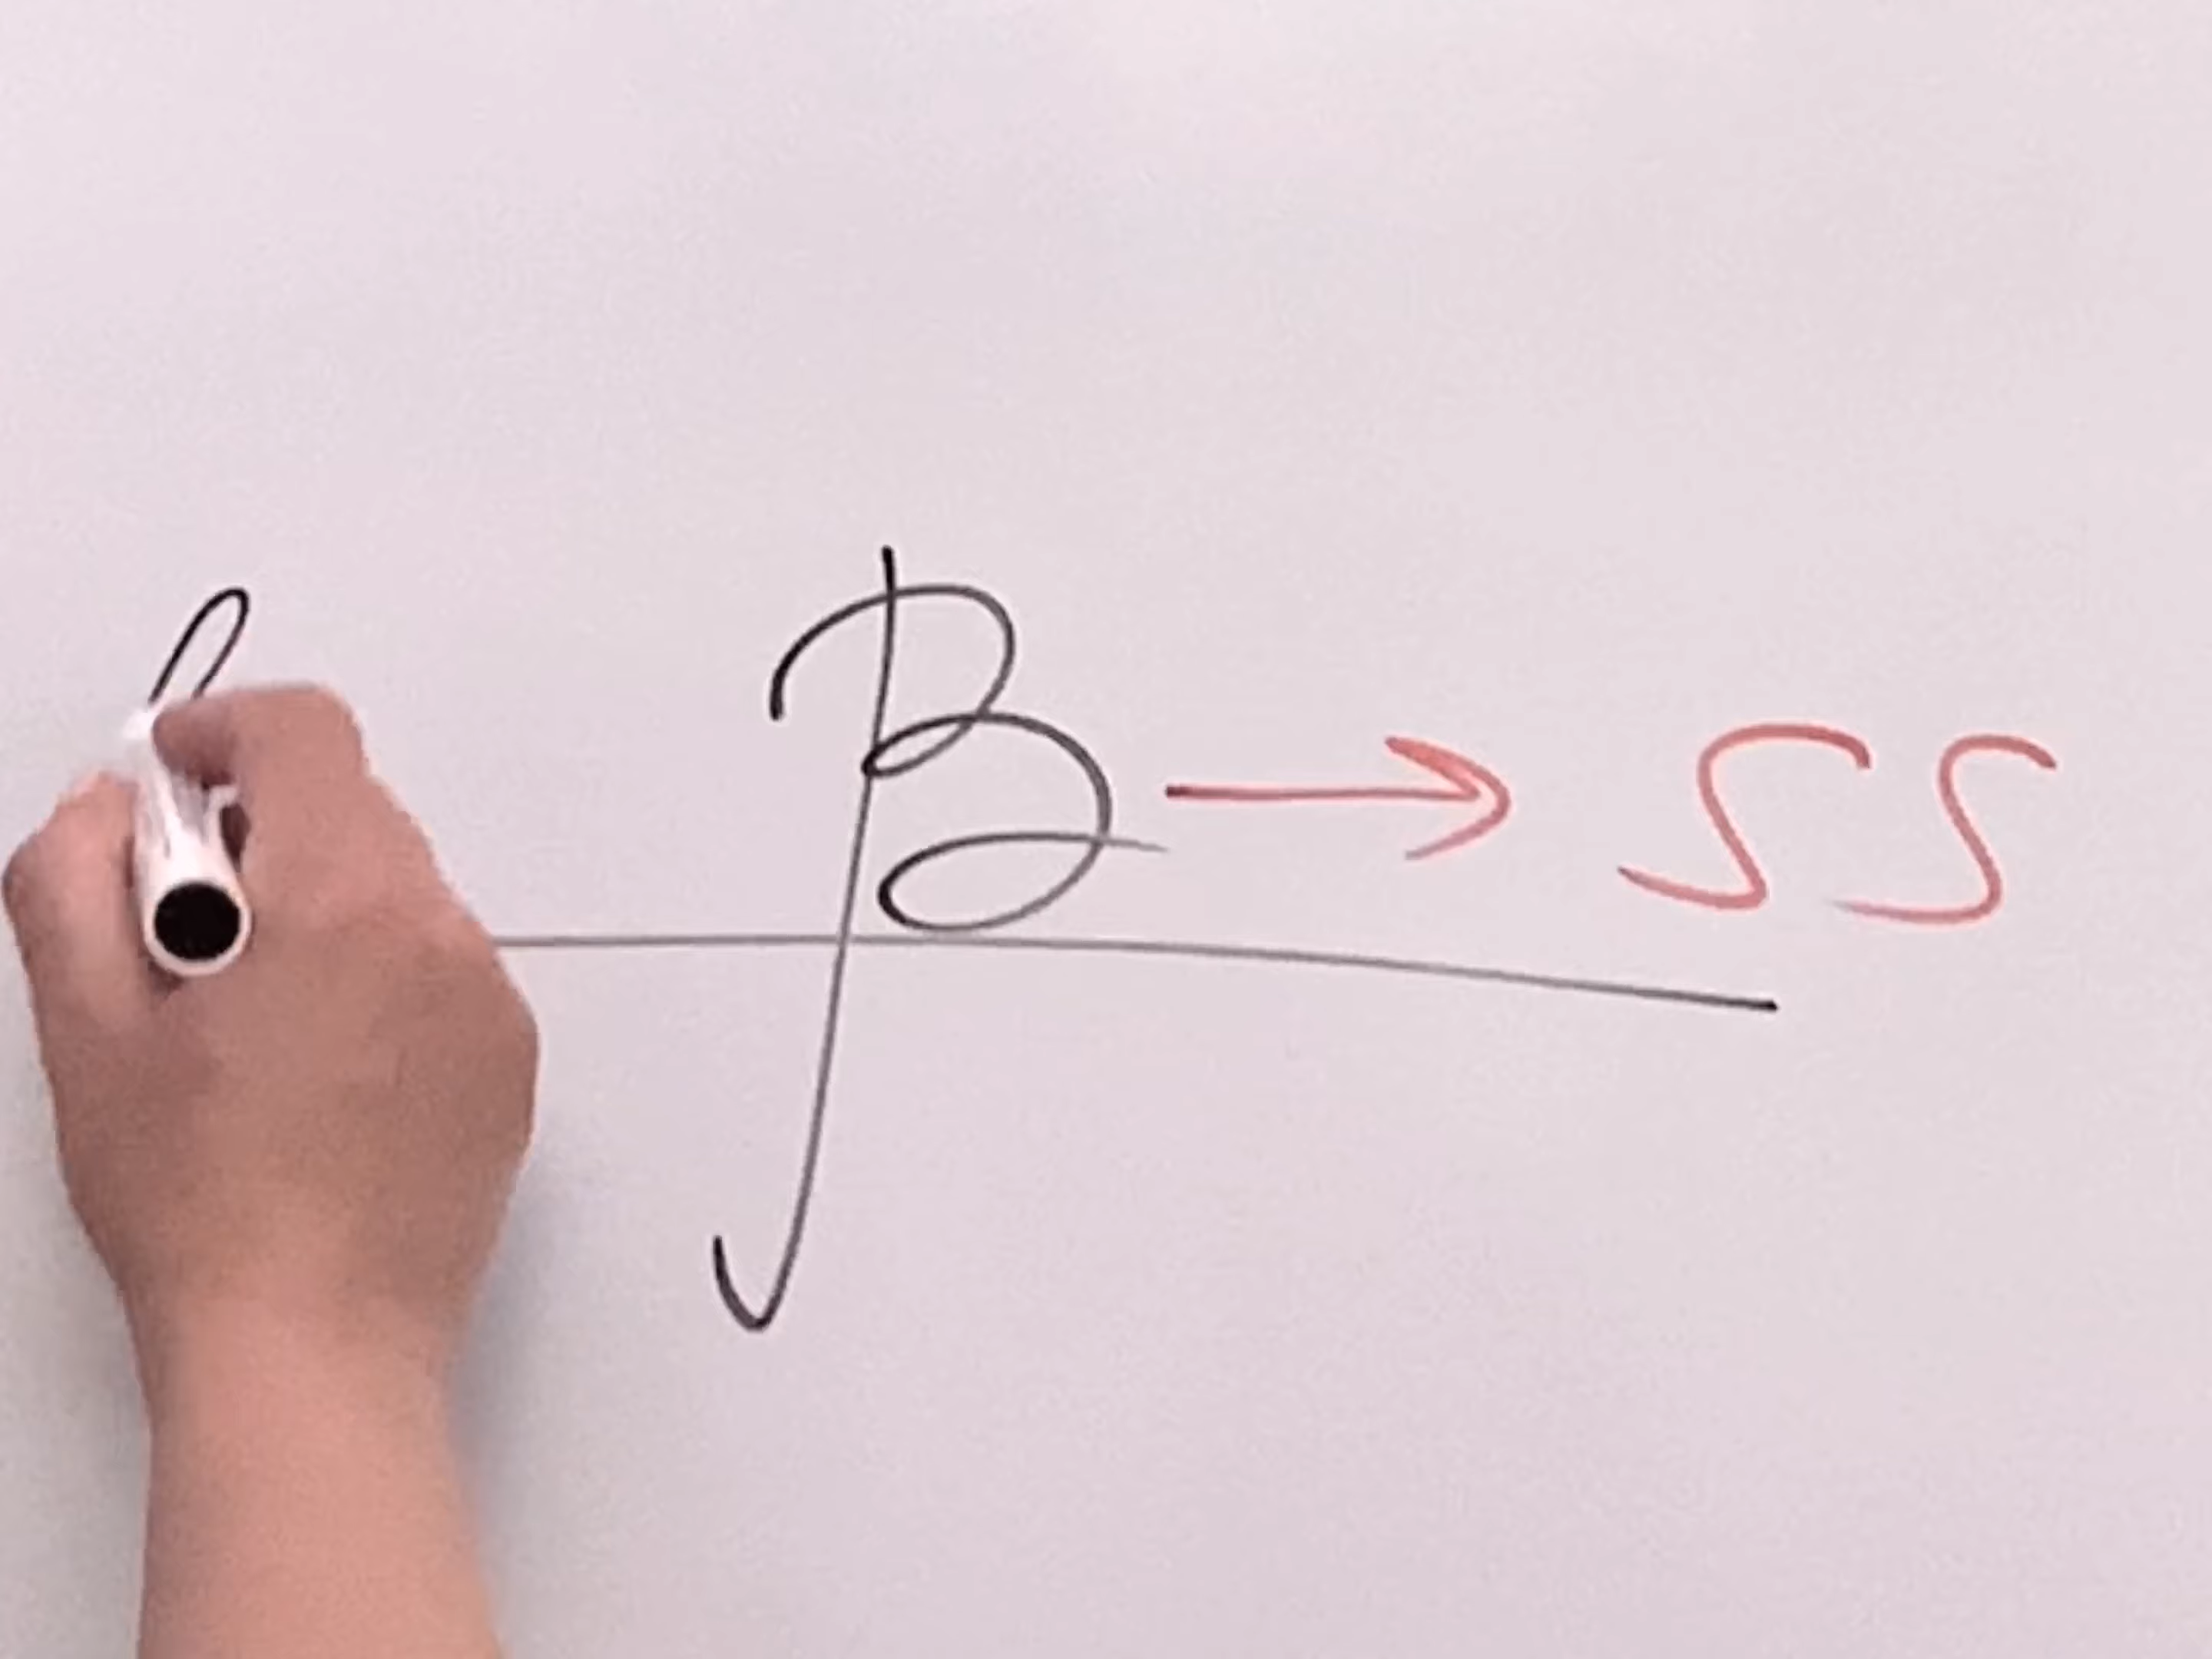 ß → ss